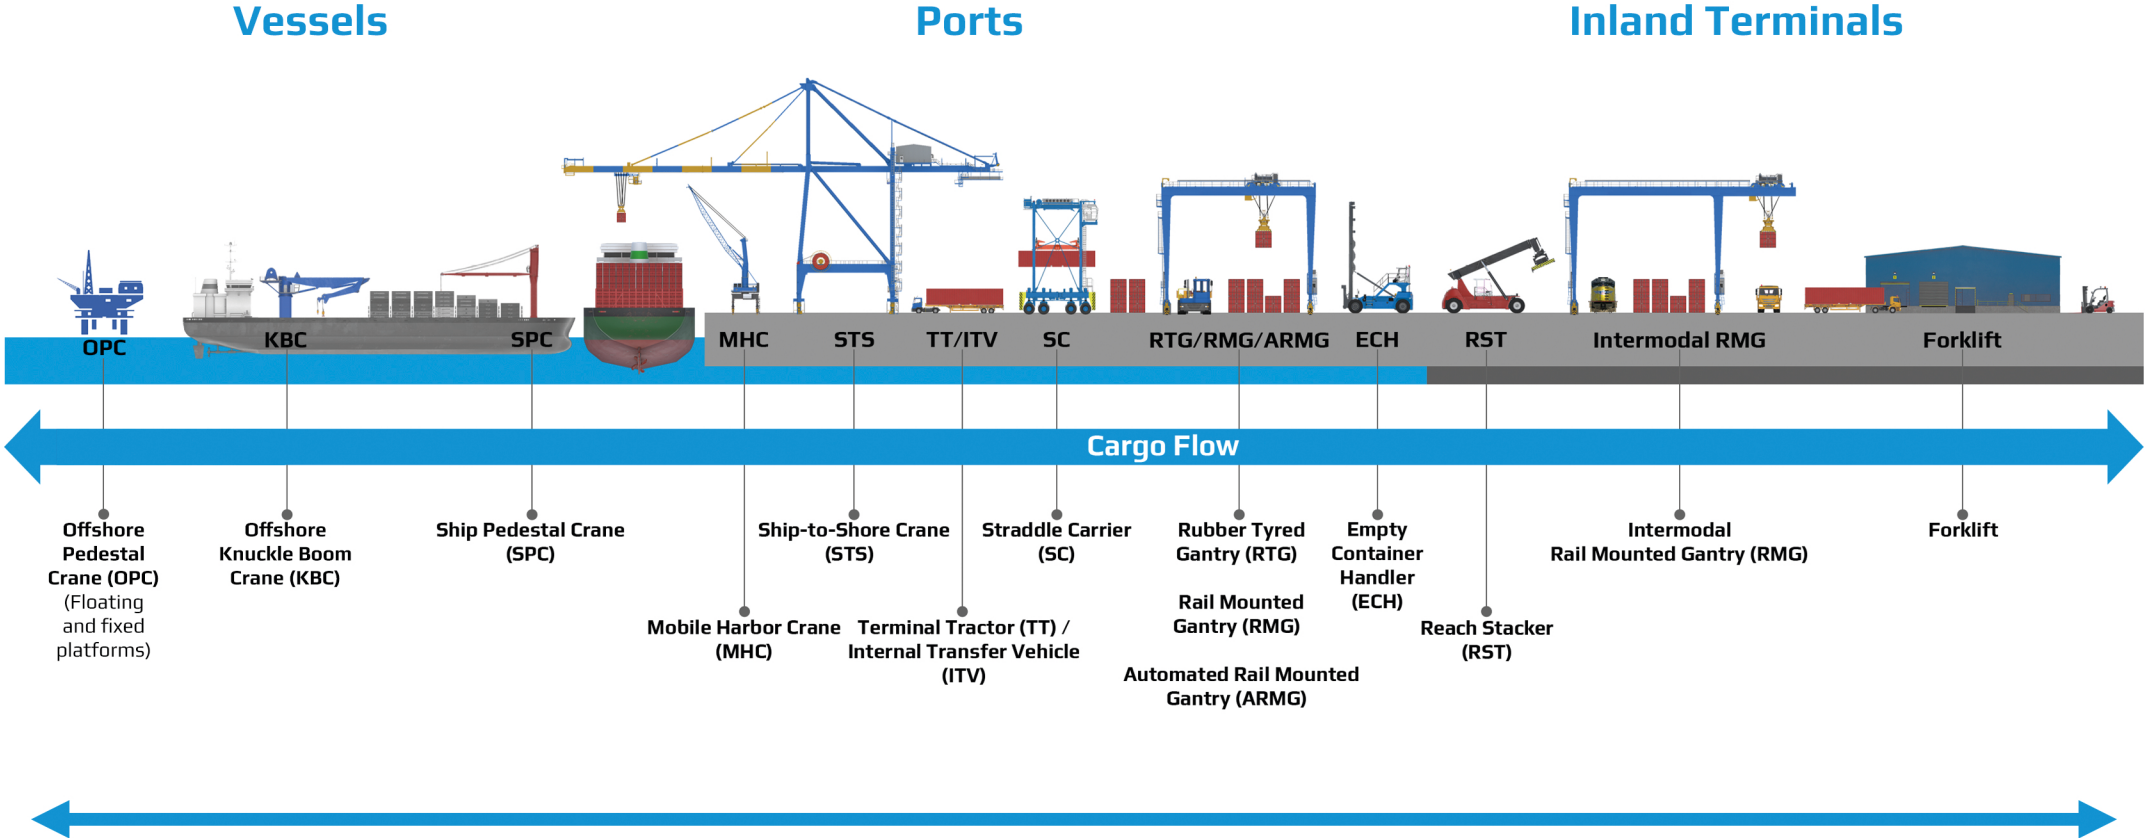 Vessels
Ports
Inland Terminals
OPC
KBC
SPC
MHC
STS
TT/ITV
SC
RTG/RMG/ARMG
ECH
RST
Intermodal RMG
Forklift
Cargo Flow
Offshore
Pedestal
Crane (OPC)
(Floating
and fixed
platforms)
Offshore
Knuckle Boom
Crane (KBC)
Ship Pedestal Crane
(SPC)
Mobile Harbor Crane
(MHC)
Ship-to-Shore Crane
(STS)
Terminal Tractor (TT) /
Internal Transfer Vehicle
(ITV)
Straddle Carrier
(SC)
Rubber Tyred
Gantry (RTG)
Rail Mounted
Gantry (RMG)
Automated Rail Mounted
Gantry (ARMG)
Empty
Container
Handler
(ECH)
Reach Stacker
(RST)
Intermodal
Rail Mounted Gantry (RMG)
Forklift